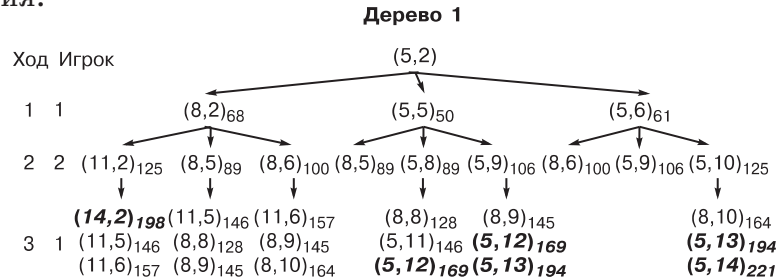 ия.
Дерево 1
Ход Игрок (5,2)
1 1 (8,2)68 (5,5)50 (5,6)61
2 2 (11,2)125 (8,5)89 (8,6)100 (8,5)89 (5,8)89 (5,9)106 (8,6)100 (5,9)106 (5,10)125
(14,2)198 (11,5)146 (11,6)157 (8,8)128 (8,9)145 (8,10)164
3 1 (11,5)146 (8,8)128 (8,9)145 (5,11)146 (5,12)169 (5,13)194
(11,6)157 (8,9)145 (8,10)164 (5,12)169 (5,13)194 (5,14)221